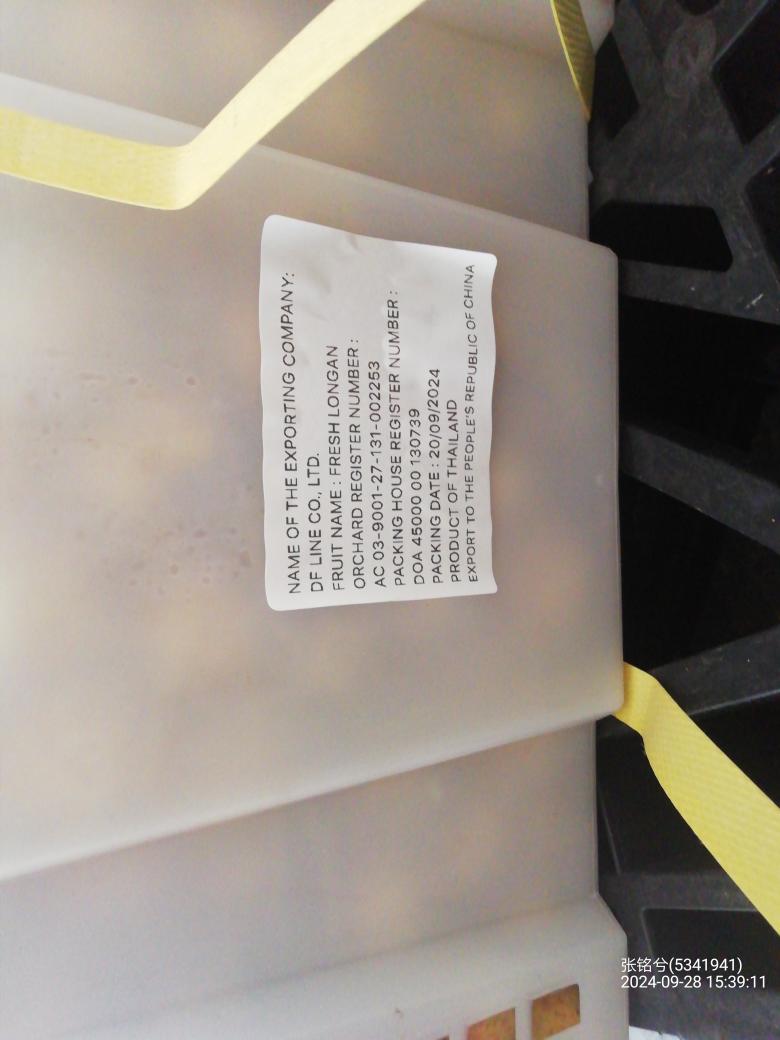 NAME OF THE EXPORTING COMPANY:
DF LINE CO., LTD.
FRUIT NAME : FRESH LONGAN
ORCHARD REGISTER NUMBER :
AC 03-9001-27-131-002253
PACKING HOUSE REGISTER NUMBER :
DOA 45000 00 130739
PACKING DATE : 20/09/2024
PRODUCT OF THAILAND
EXPORT TO THE PEOPLE'S REPUBLIC OF CHINA
张铭兮(5341941)
2024-09-28 15:39:11